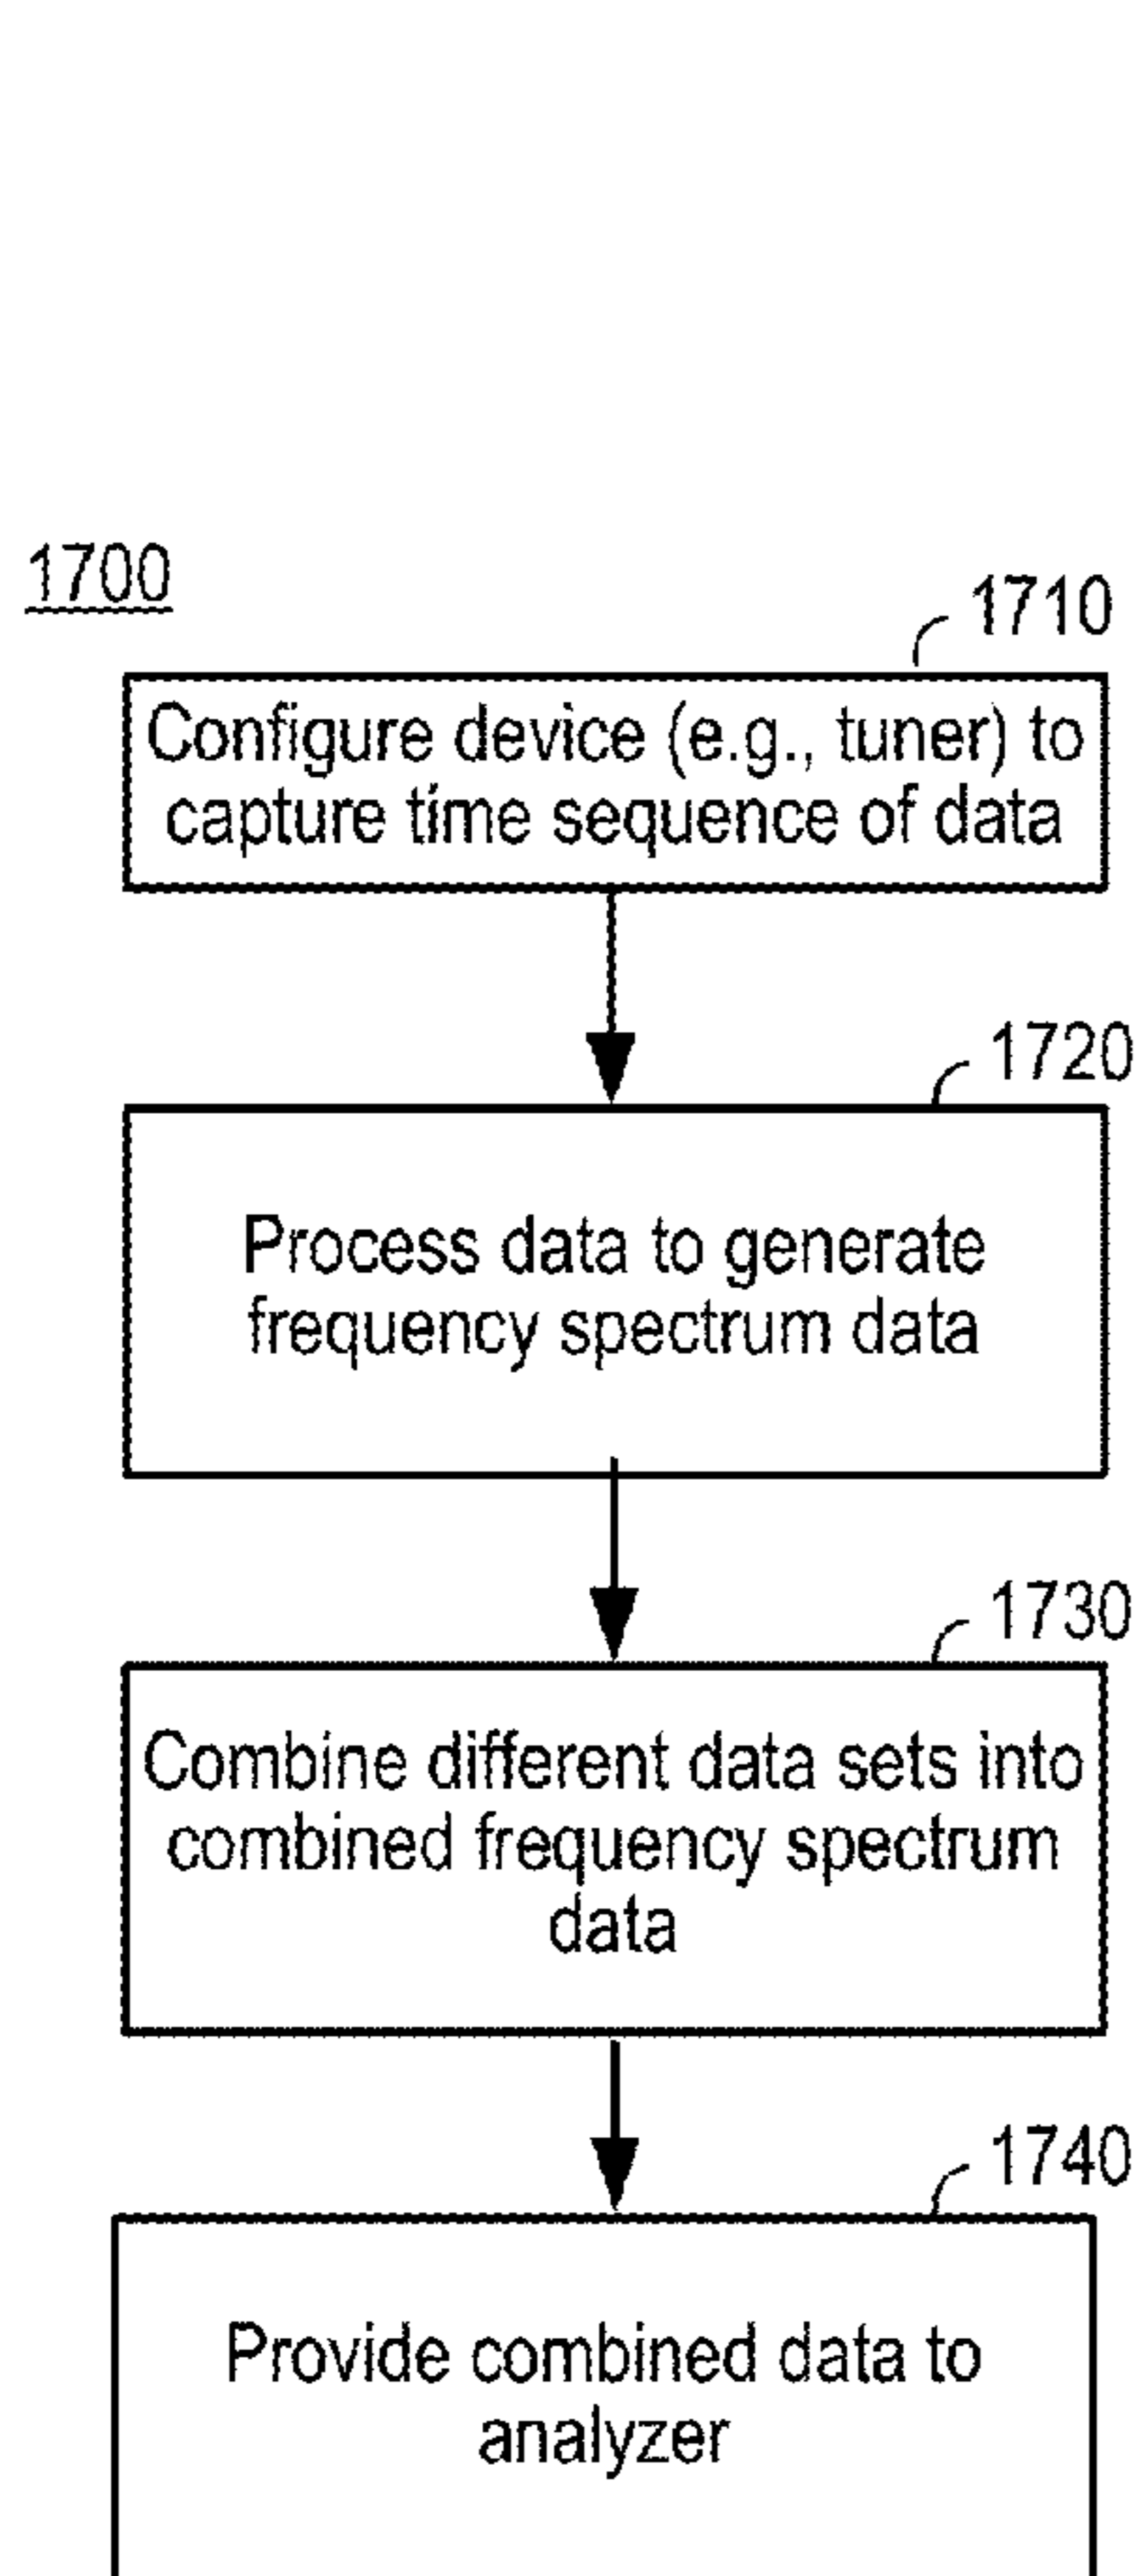 1700
1710
Configure device (e.g., tuner) to
capture time sequence of data
1720
Process data to generate
frequency spectrum data
1730
Combine different data sets into
combined frequency spectrum
data
1740
Provide combined data to
analyzer